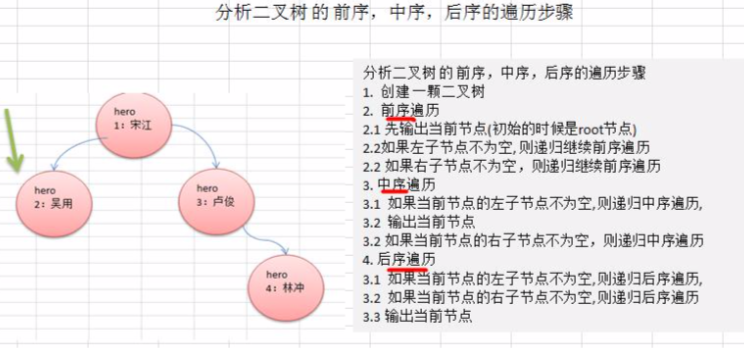 分析二叉树 的 前序，中序，后序的遍历步骤
hero
1：宋江
hero
2：吴用
hero
3：卢俊
hero
4：林冲
分析二叉树 的 前序，中序，后序的遍历步骤
1. 创建一颗二叉树
2. 前序遍历
2.1 先输出当前节点(初始的时候是root节点)
2.2如果左子节点不为空,则递归继续前序遍历
2.2 如果右子节点不为空，则递归继续前序遍历
3. 中序遍历
3.1 如果当前节点的左子节点不为空,则递归中序遍历,
3.2 输出当前节点
3.2 如果当前节点的右子节点不为空，则递归中序遍历
4. 后序遍历
3.1 如果当前节点的左子节点不为空,则递归后序遍历,
3.2 如果当前节点的右子节点不为空,则递归后序遍历
3.3 输出当前节点